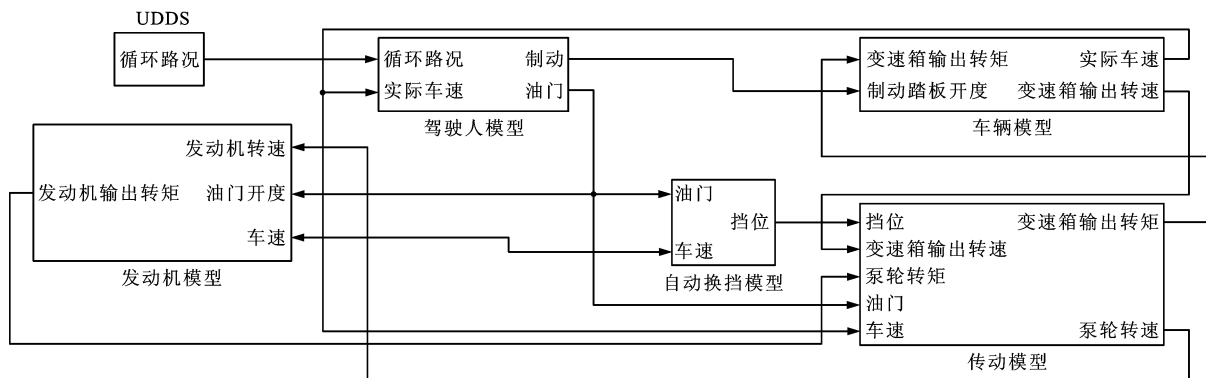 UDDS
循环路况
循环路况
制动
实际车速
油门
驾驶人模型
变速箱输出转矩
实际车速
制动踏板开度
变速箱输出转速
车辆模型
发动机转速
发动机输出转矩
油门开度
车速
发动机模型
油门
挡位
车速
自动换挡模型
挡位
变速箱输出转矩
变速箱输出转速
泵轮转矩
油门
车速
泵轮转速
传动模型